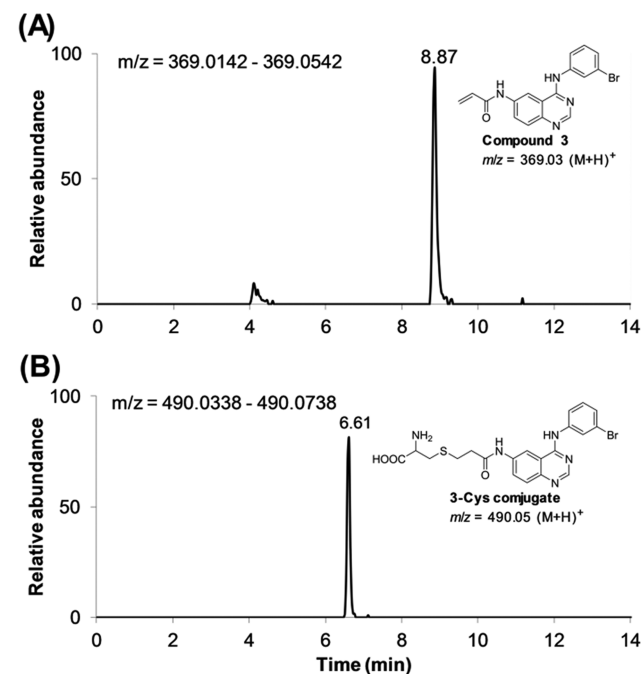 (A)
100
50
0
Relative abundance
m/z = 369.0142 - 369.0542
8.87
HN
Br
H
N
O
N
N
Compound 3
m/z = 369.03 (M+H)+
0 2 4 6 8 10 12 14
(B)
100
50
0
Relative abundance
m/z = 490.0338 - 490.0738
6.61
NH2
HOOC
S
O
H
N
HN
Br
N
N
3-Cys comjugate
m/z = 490.05 (M+H)+
0 2 4 6 8 10 12 14
Time (min)